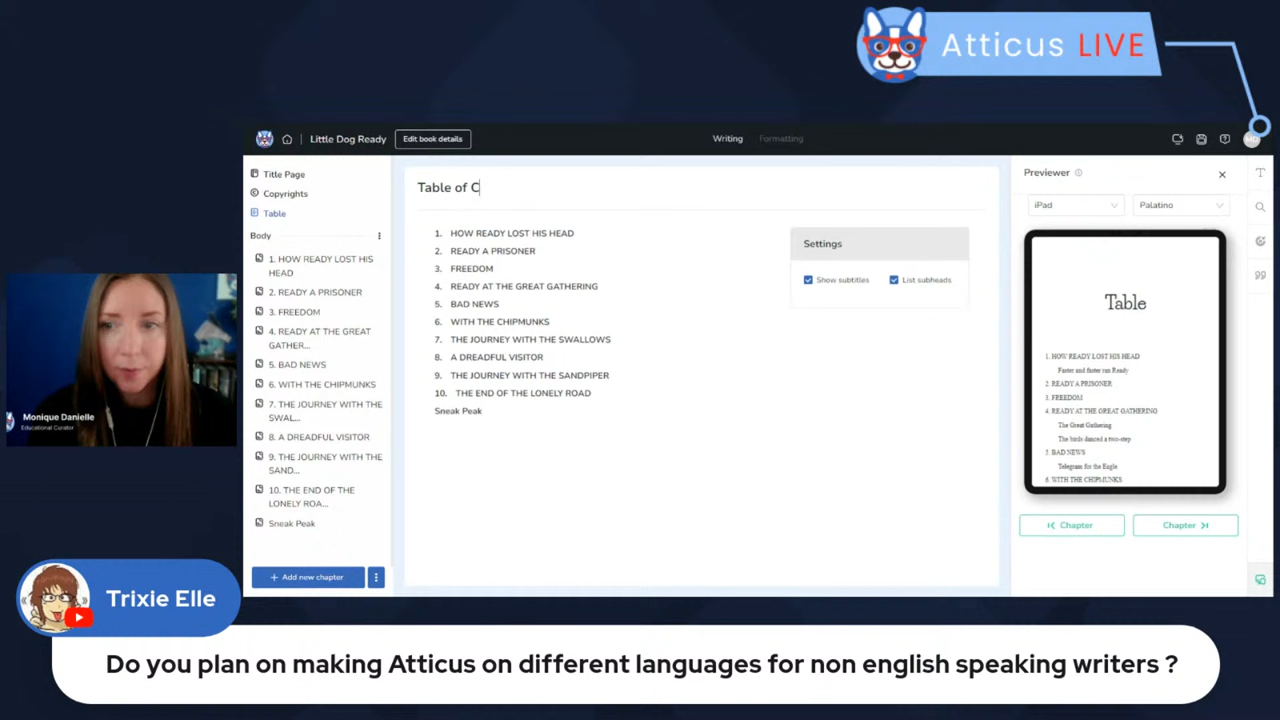 Atticus LIVE
Little Dog Ready
Edit book details
Writing
Formatting
MD
Title Page
Copyrights
Table
Body
1. HOW READY LOST HIS
HEAD
2. READY A PRISONER
3. FREEDOM
4. READY AT THE GREAT
GATHER...
5. BAD NEWS
6. WITH THE CHIPMUNKS
7. THE JOURNEY WITH THE
SWAL...
8. A DREADFUL VISITOR
9. THE JOURNEY WITH THE
SAND...
10. THE END OF THE
LONELY ROA...
Sneak Peak
+ Add new chapter
Table of C
1. HOW READY LOST HIS HEAD
2. READY A PRISONER
3. FREEDOM
4. READY AT THE GREAT GATHERING
5. BAD NEWS
6. WITH THE CHIPMUNKS
7. THE JOURNEY WITH THE SWALLOWS
8. A DREADFUL VISITOR
9. THE JOURNEY WITH THE SANDPIPER
10. THE END OF THE LONELY ROAD
Sneak Peak
Settings
Show subtitles
List subheads
Previewer
iPad
Palatino
Table
1. HOW READY LOST HIS HEAD
Faster and faster ran Ready
2. READY A PRISONER
3. FREEDOM
4. READY AT THE GREAT GATHERING
The Great Gathering
The birds danced a two-step
5. BAD NEWS
Telegram for the Eagle
6. WITH THE CHIPMUNKS
Chapter
Chapter
Monique Danielle
Educational Curator
Trixie Elle
Do you plan on making Atticus on different languages for non english speaking writers ?